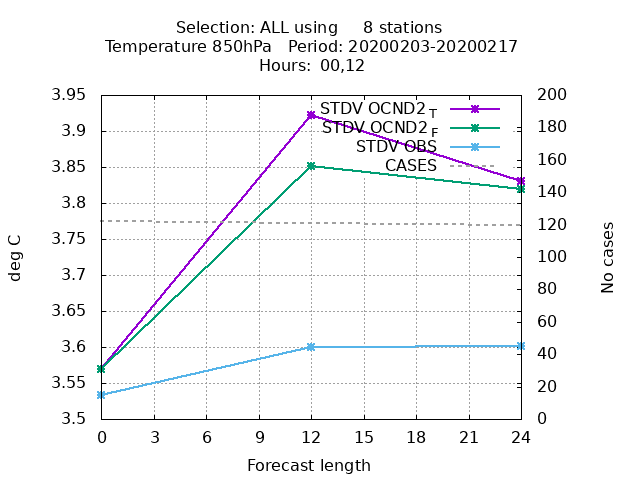 Selection: ALL using     8 stations
Temperature 850hPa   Period: 20200203-20200217
Hours:  00,12
STDV OCND2 T
STDV OCND2 F
STDV OBS
CASES
3.95
3.9
3.85
3.8
3.75
3.7
3.65
3.6
3.55
3.5
200
180
160
140
120
100
80
60
40
20
0
deg C
No cases
0 3 6 9 12 15 18 21 24
Forecast length